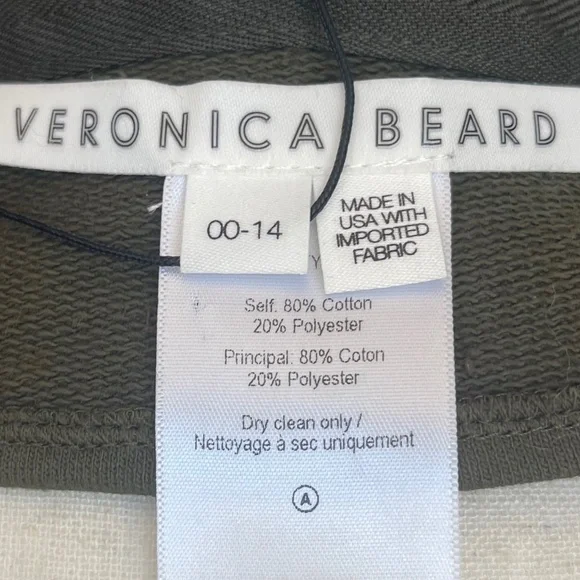 VERONICA BEARD
00-14
MADE IN
USA WITH
IMPORTED
FABRIC
Y
Self: 80% Cotton
20% Polyester
Principal: 80% Coton
20% Polyester
Dry clean only /
Nettoyage à sec uniquement
A